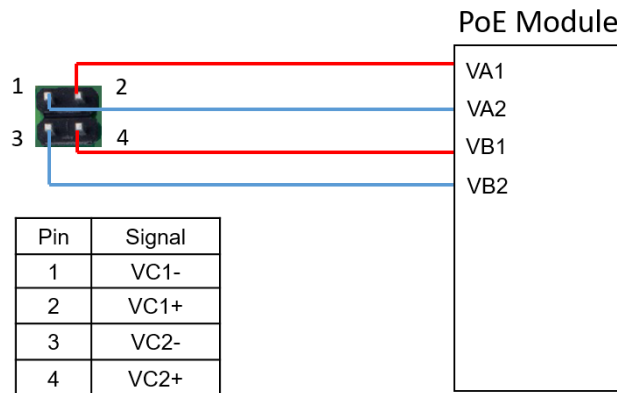 PoE Module
1 2
3 4
VA1
VA2
VB1
VB2
Pin Signal
1 VC1-
2 VC1+
3 VC2-
4 VC2+